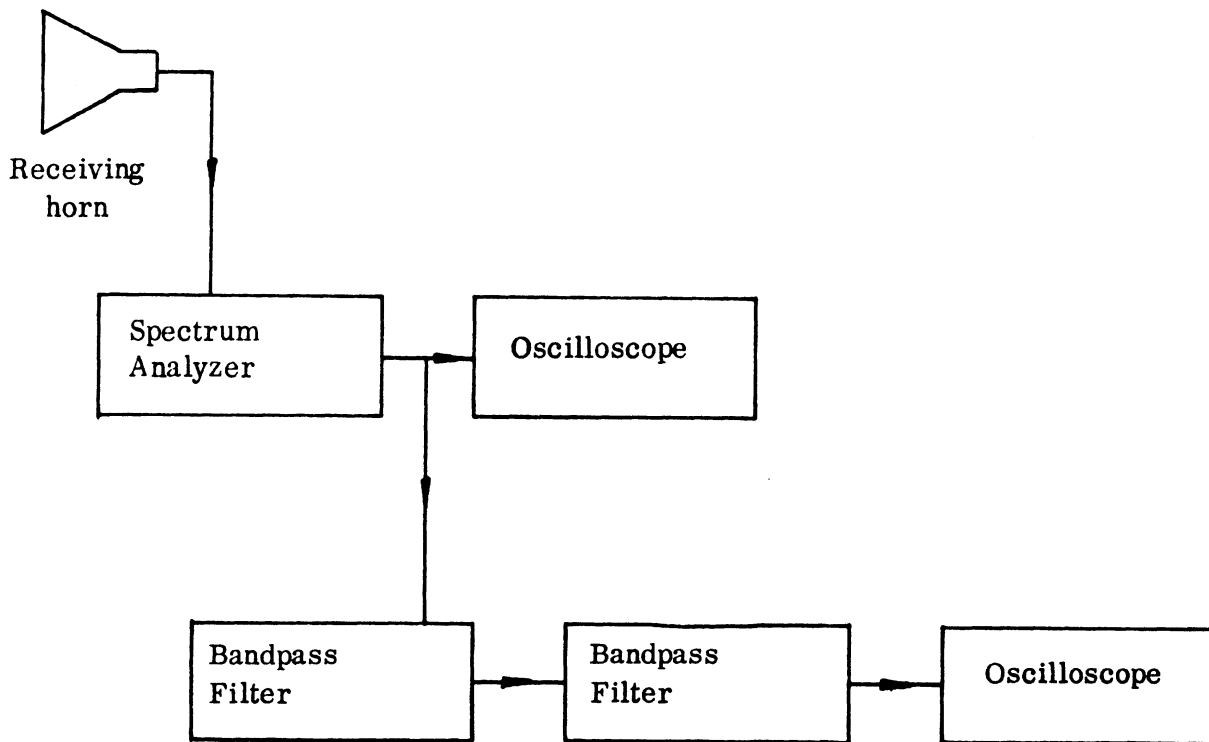 Receiving
horn
Spectrum
Analyzer
Oscilloscope
Bandpass
Filter
Bandpass
Filter
Oscilloscope